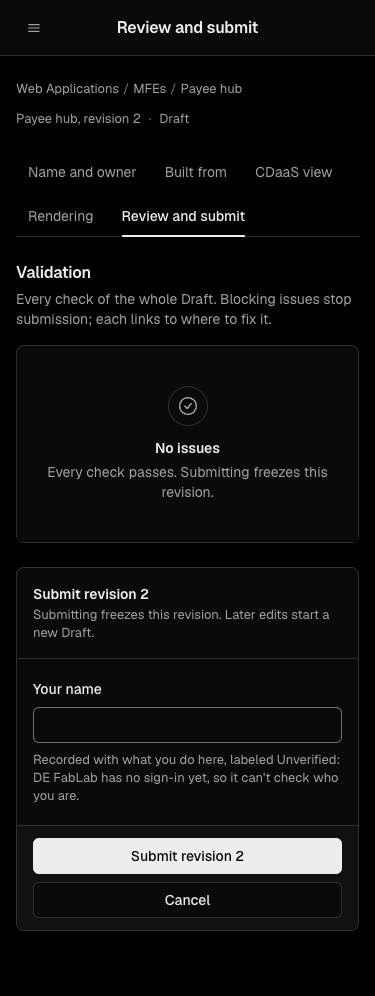 Review and submit
Web Applications / MFEs / Payee hub
Payee hub, revision 2 · Draft
Name and owner Built from CDaaS view
Rendering Review and submit
Validation
Every check of the whole Draft. Blocking issues stop
submission; each links to where to fix it.
No issues
Every check passes. Submitting freezes this
revision.
Submit revision 2
Submitting freezes this revision. Later edits start a
new Draft.
Your name
Recorded with what you do here, labeled Unverified:
DE FabLab has no sign-in yet, so it can't check who
you are.
Submit revision 2
Cancel